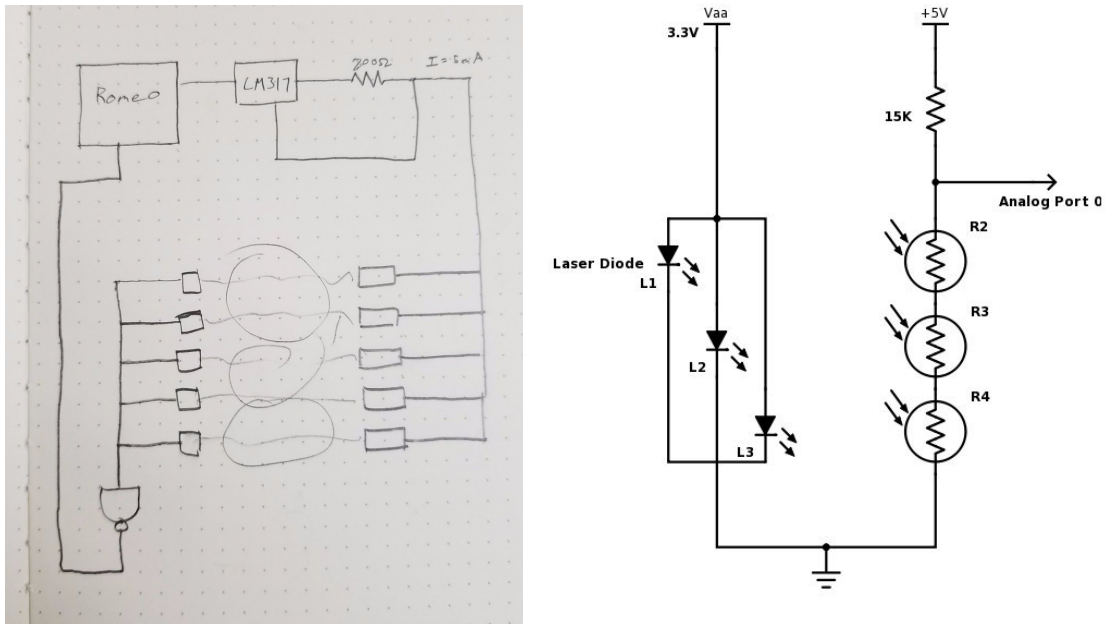 Romeo
LM317
200Ω
I=5mA
Vaa
3.3V
+5V
15K
Analog Port 0
Laser Diode
L1
L2
L3
R2
R3
R4